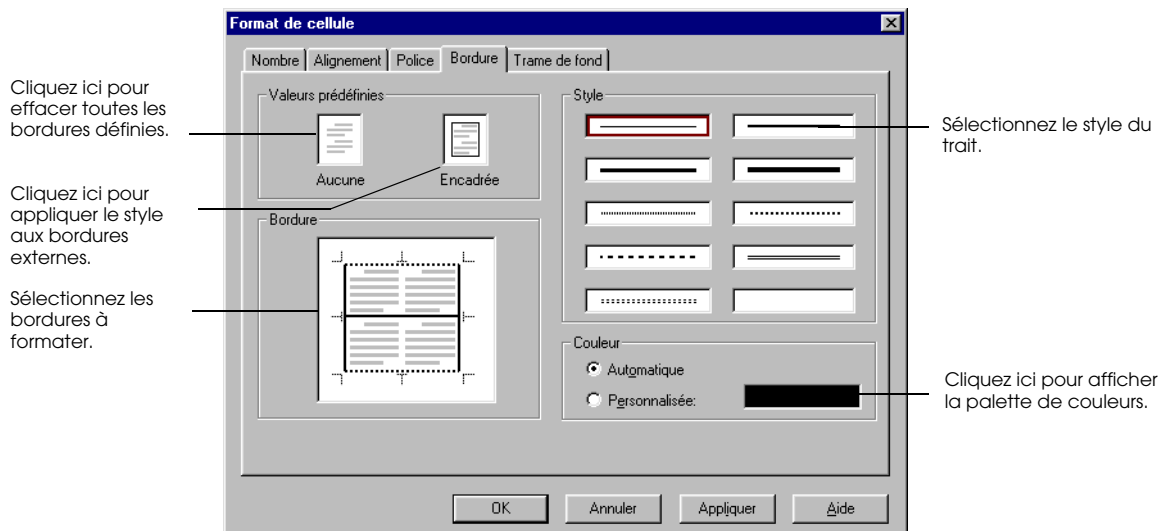 Format de cellule
Nombre Alignement Police Bordure Trame de fond
Cliquez ici pour
effacer toutes les
bordures définies.
Valeurs prédéfinies
Aucune
Encadrée
Cliquez ici pour
appliquer le style
aux bordures
externes.
Bordure
Sélectionnez les
bordures à
formater.
Style
Sélectionnez le style du
trait.
Couleur
Automatique
Personnalisée:
Cliquez ici pour afficher
la palette de couleurs.
OK
Annuler
Appliquer
Aide